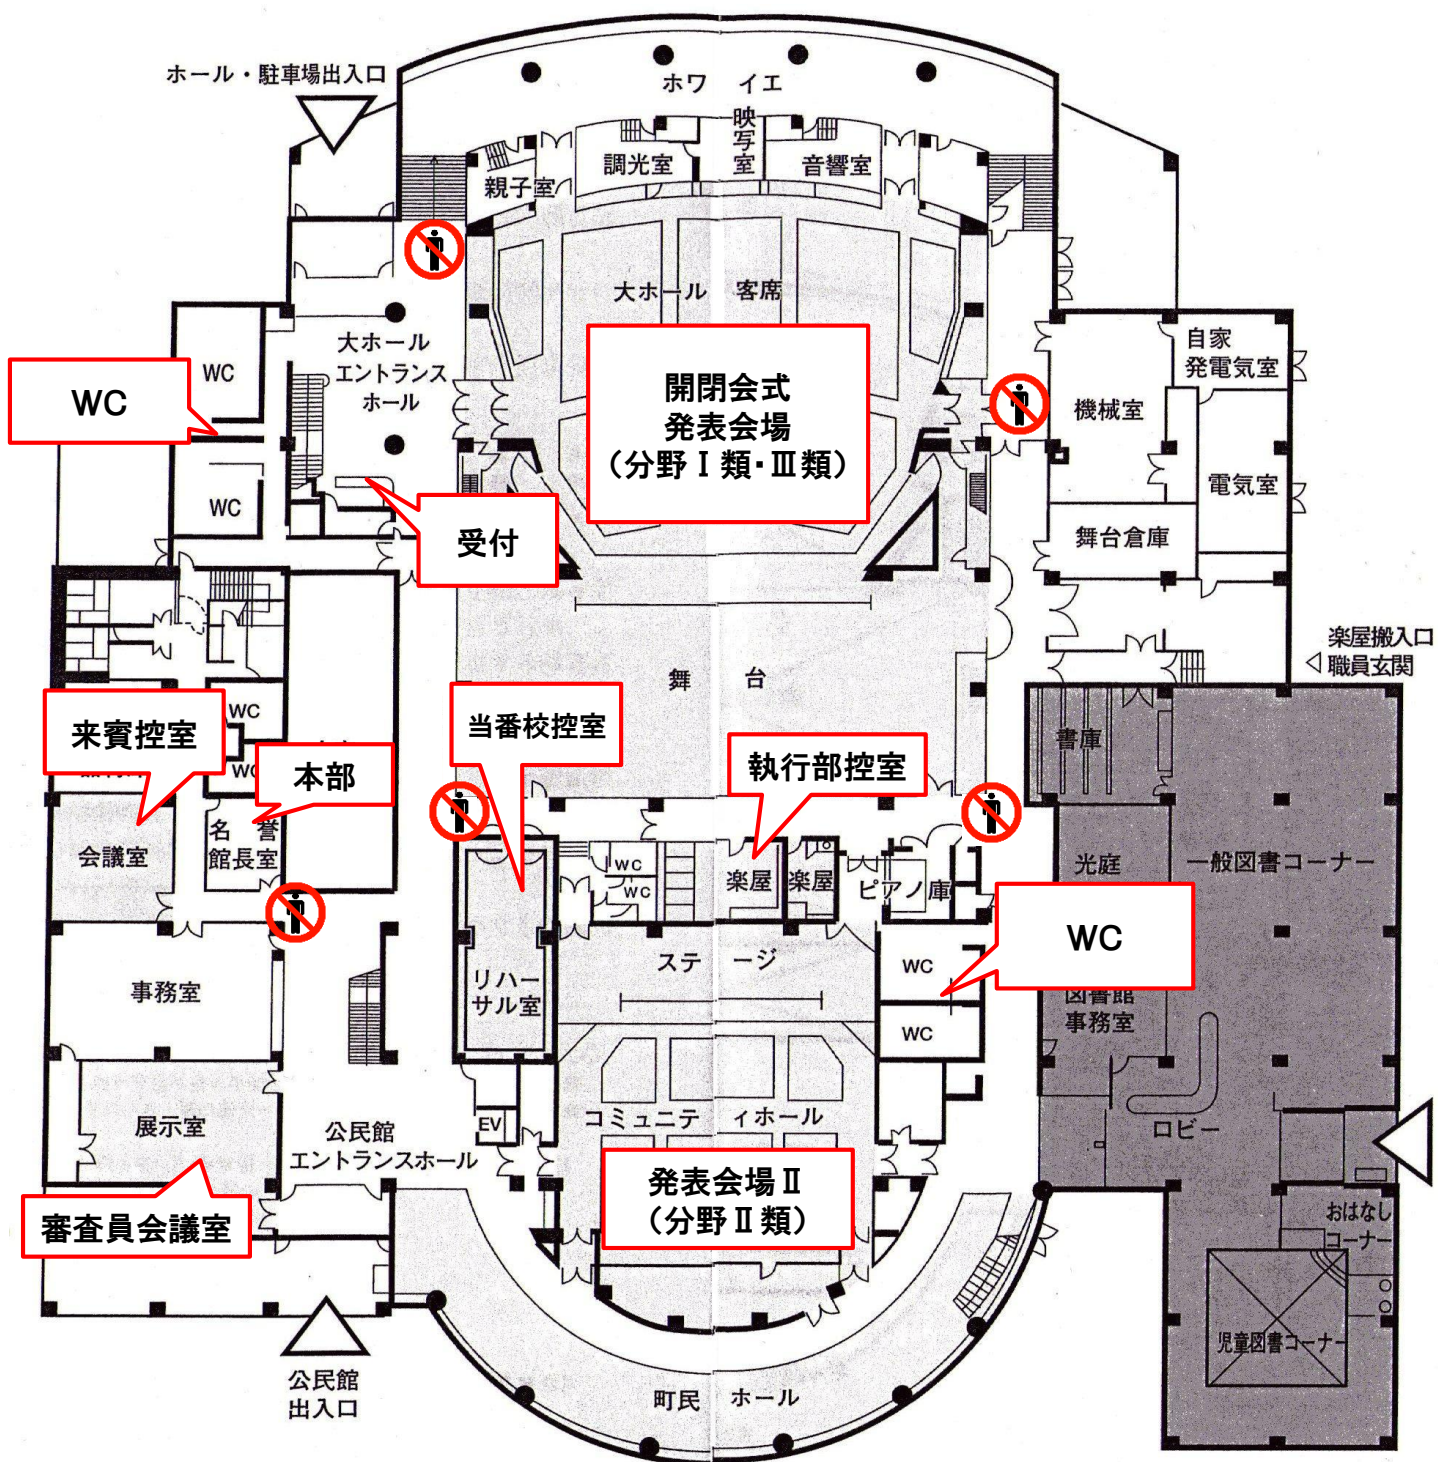 ホール・駐車場出入口
ホワイエ
映写室
調光室
音響室
親子室
大ホール 客席
大ホール
エントランス
ホール
WC
WC
開閉会式
発表会場
（分野Ⅰ類・Ⅲ類）
自家
発電気室
機械室
WC
電気室
受付
舞台倉庫
楽屋搬入口
職員玄関
舞 台
WC
来賓控室
当番校控室
書庫
本部
執行部控室
WC
名 誉
館長室
会議室
WC
WC
楽屋
楽屋
ピアノ庫
光庭
一般図書コーナー
WC
ステージ
WC
事務室
リハー
サル室
図書館
事務室
WC
展示室
コミュニティホール
EV
公民館
エントランスホール
ロビー
発表会場Ⅱ
（分野Ⅱ類）
審査員会議室
おはなし
コーナー
児童図書コーナー
公民館
出入口
町民ホール